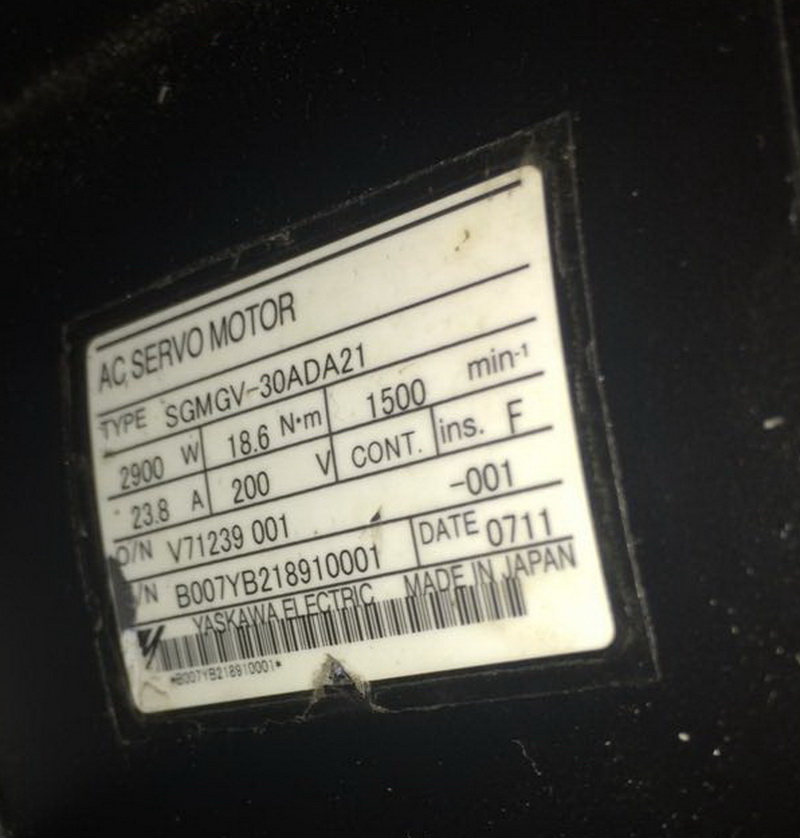 AC SERVO MOTOR
TYPE SGMGV-30ADA21
2900 W 18.6 N·m 1500 min-1
23.8 A 200 V CONT. ins. F
O/N V71239 001 -001
S/N B007YB218910001 DATE 0711
YASKAWA ELECTRIC MADE IN JAPAN
*B007YB218910001*